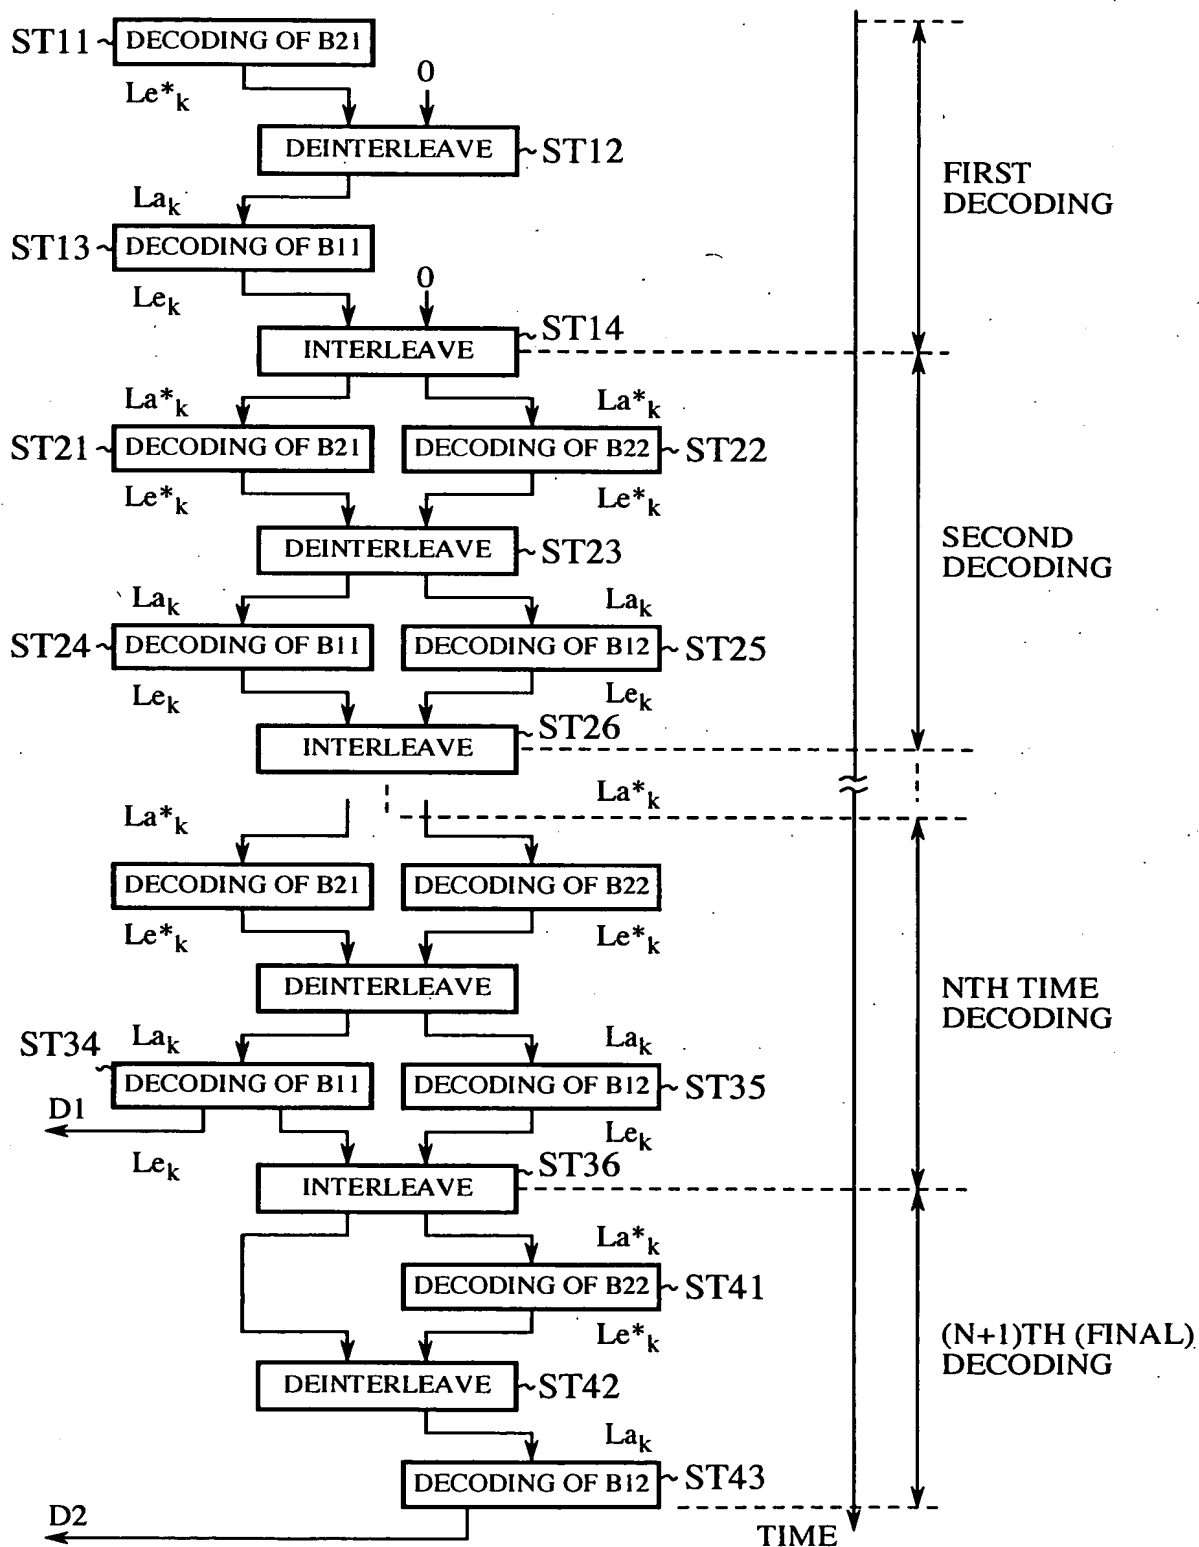 ST11 DECODING OF B21
Le*k 0
DEINTERLEAVE ST12
FIRST
DECODING
Lak
ST13 DECODING OF B11
Lek 0
INTERLEAVE ST14
La*k La*k
ST21 DECODING OF B21 DECODING OF B22 ST22
Le*k Le*k
DEINTERLEAVE ST23
SECOND
DECODING
Lak Lak
ST24 DECODING OF B11 DECODING OF B12 ST25
Lek Lek
INTERLEAVE ST26
La*k La*k
DECODING OF B21 DECODING OF B22
Le*k Le*k
DEINTERLEAVE
NTH TIME
DECODING
Lak Lak
ST34 DECODING OF B11 DECODING OF B12 ST35
D1
Lek Lek
INTERLEAVE ST36
La*k
DECODING OF B22 ST41
Le*k
(N+1)TH (FINAL)
DECODING
DEINTERLEAVE ST42
Lak
DECODING OF B12 ST43
D2
TIME